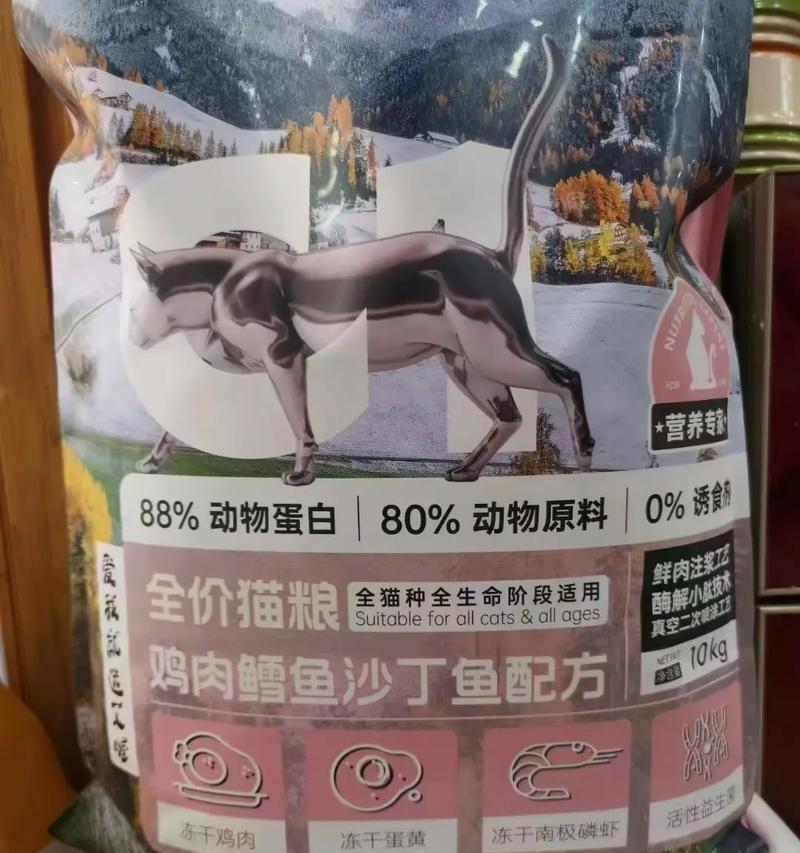 NUTRI
FOR
营养专家
88% 动物蛋白
80% 动物原料
0% 诱食剂
全价猫粮
全猫种全生命阶段适用
Suitable for all cats & all ages
鸡肉鳕鱼沙丁鱼配方
鲜肉注浆工艺
酶解小肽技术
真空二次喷涂工艺
NET WT
净含量
10kg
冻干鸡肉
冻干蛋黄
冻干南极磷虾
活性益生菌